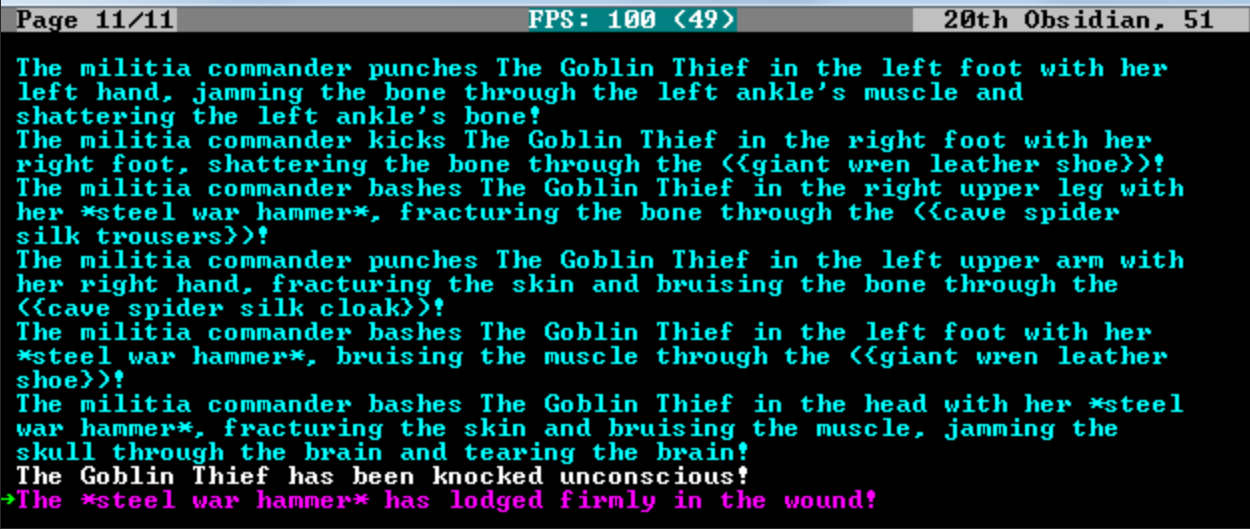 Page 11/11 FPS: 100 (49) 20th Obsidian, 51
The militia commander punches The Goblin Thief in the left foot with her
left hand, jamming the bone through the left ankle's muscle and
shattering the left ankle's bone!
The militia commander kicks The Goblin Thief in the right foot with her
right foot, shattering the bone through the ({giant wren leather shoe})!
The militia commander bashes The Goblin Thief in the right upper leg with
her *steel war hammer*, fracturing the bone through the ({cave spider
silk trousers})!
The militia commander punches The Goblin Thief in the left upper arm with
her right hand, fracturing the skin and bruising the bone through the
({cave spider silk cloak})!
The militia commander bashes The Goblin Thief in the left foot with her
*steel war hammer*, bruising the muscle through the ({giant wren leather
shoe})!
The militia commander bashes The Goblin Thief in the head with her *steel
war hammer*, fracturing the skin and bruising the muscle, jamming the
skull through the brain and tearing the brain!
The Goblin Thief has been knocked unconscious!
→The *steel war hammer* has lodged firmly in the wound!